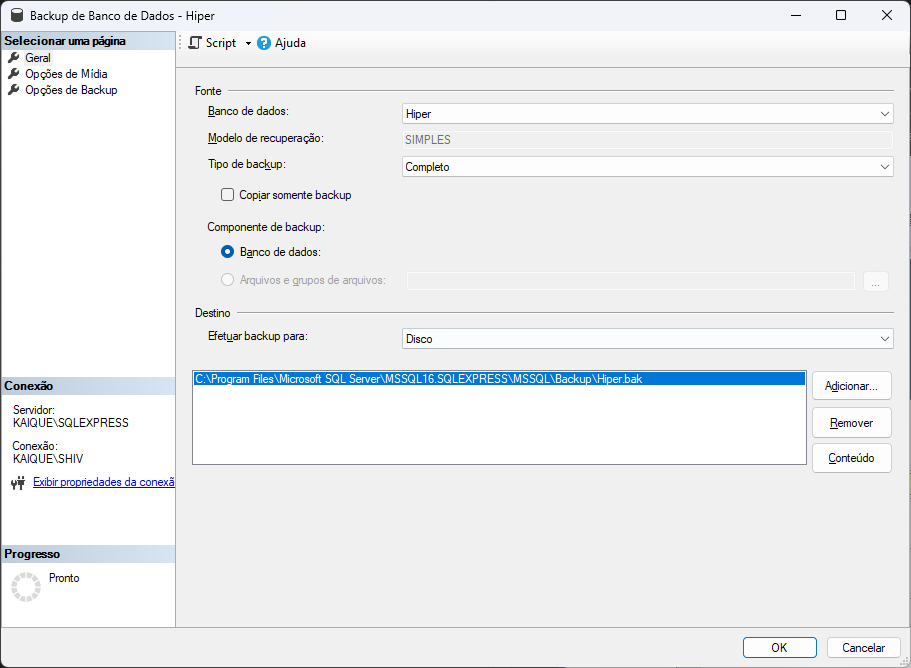 Backup de Banco de Dados - Hiper
Selecionar uma página
Geral
Opções de Mídia
Opções de Backup
Script
Ajuda
Fonte
Banco de dados:
Hiper
Modelo de recuperação:
SIMPLES
Tipo de backup:
Completo
Copiar somente backup
Componente de backup:
Banco de dados:
Arquivos e grupos de arquivos:
...
Destino
Efetuar backup para:
Disco
C:\Program Files\Microsoft SQL Server\MSSQL16.SQLEXPRESS\MSSQL\Backup\Hiper.bak
Adicionar...
Remover
Conteúdo
Conexão
Servidor:
KAIQUE\SQLEXPRESS
Conexão:
KAIQUE\SHIV
Exibir propriedades da conexã
Progresso
Pronto
OK
Cancelar